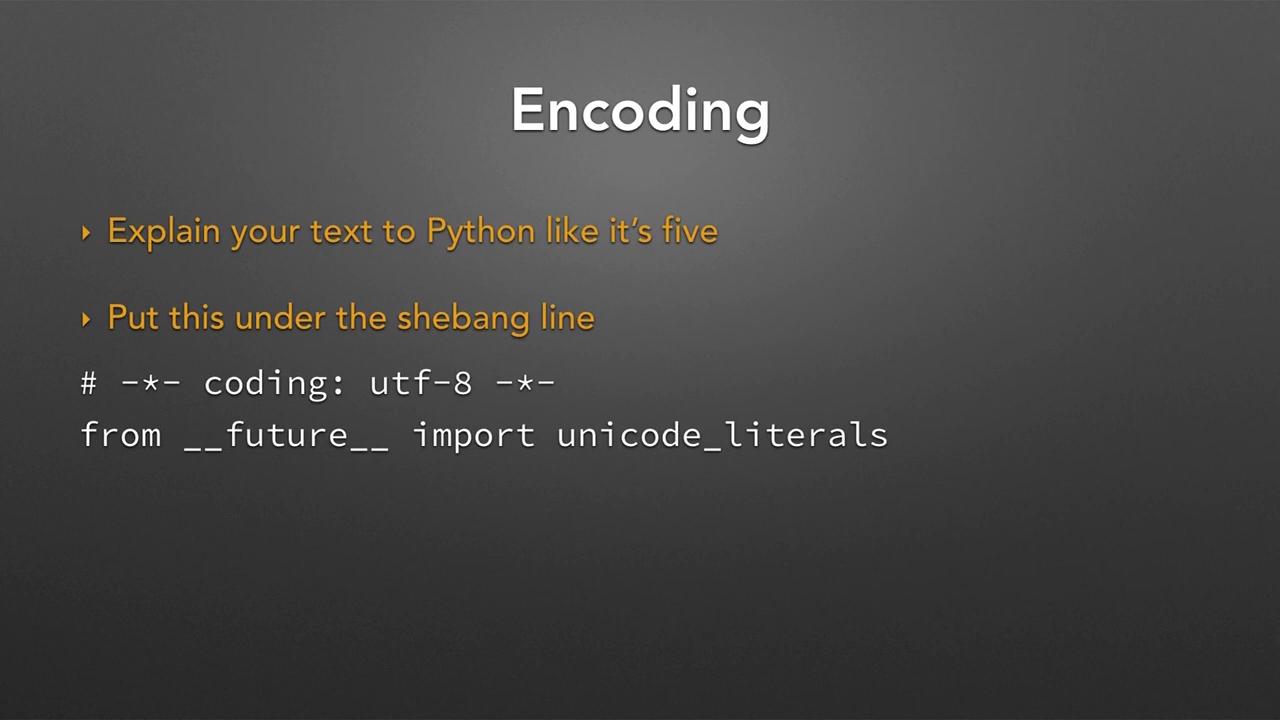 Encoding
‣ Explain your text to Python like it’s five
‣ Put this under the shebang line
# -*- coding: utf-8 -*-
from __future__ import unicode_literals